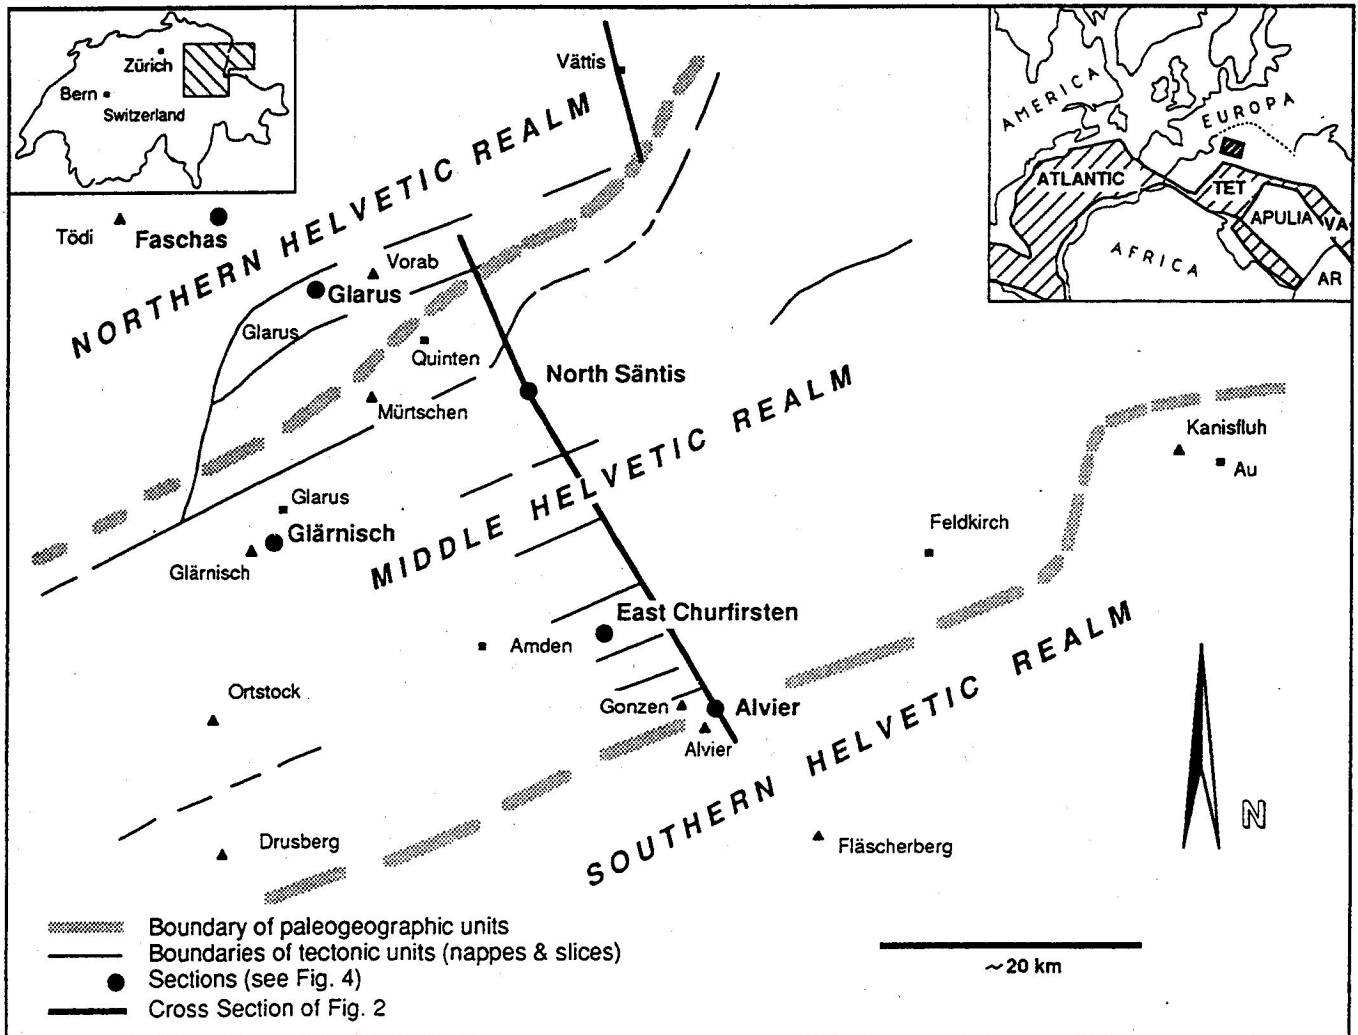 Zürich
Bern
Switzerland
Vättis
AMERICA
EUROPA
ATLANTIC
TET
APULIA
VA
AFRICA
AR
Tödi
Faschas
NORTHERN HELVETIC REALM
Vorab
Glarus
Glarus
Quinten
North Säntis
Mürtschen
MIDDLE HELVETIC REALM
Kanisfluh
Au
Glarus
Glärnisch
Glärnisch
Feldkirch
East Churfirsten
Amden
Ortstock
Gonzen
Alvier
Alvier
SOUTHERN HELVETIC REALM
Drusberg
Fläscherberg
N
Boundary of paleogeographic units
Boundaries of tectonic units (nappes & slices)
Sections (see Fig. 4)
Cross Section of Fig. 2
~20 km